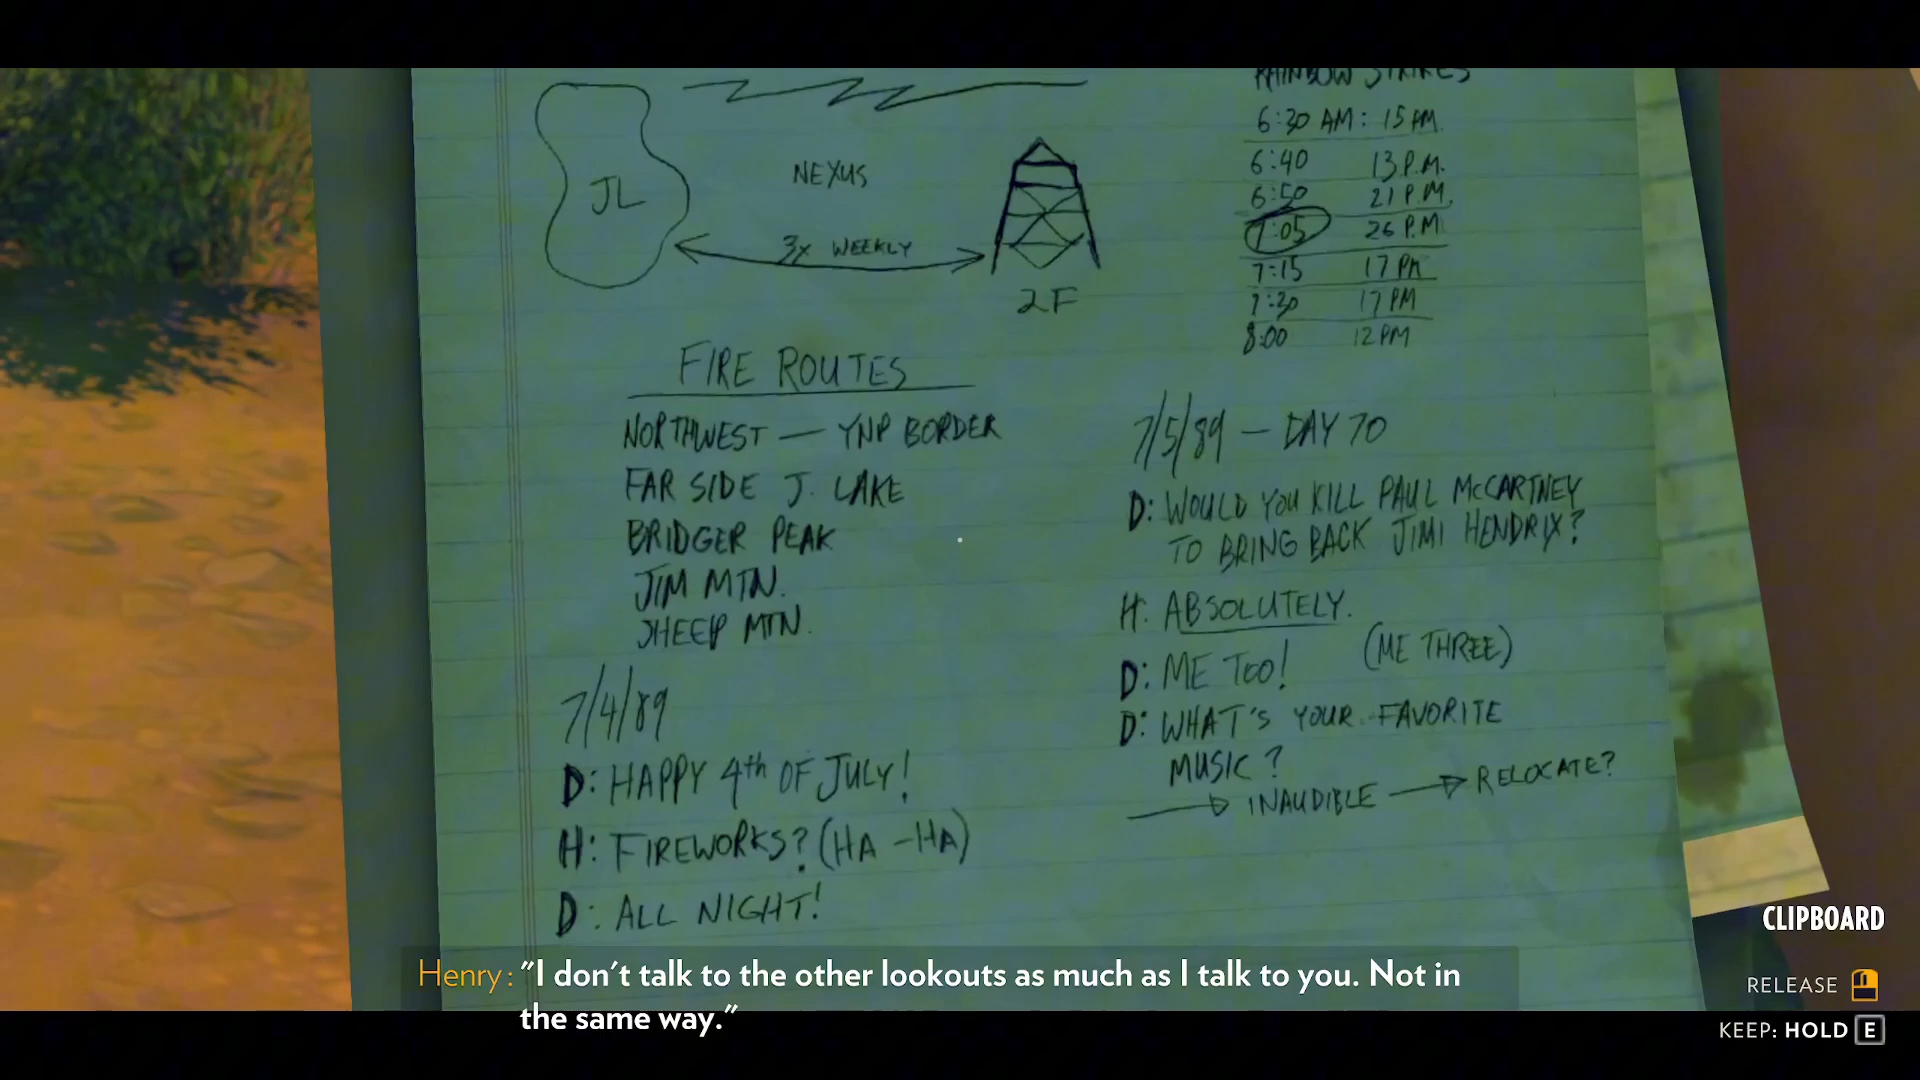 RAINBOW STRIKES
6:30 AM: 15 PM.
6:40 13 P.M.
6:50 21 P.M.
7:05 26 P.M
7:15 17 PM
7:30 17 PM
8:00 12 PM
JL
NEXUS
3x WEEKLY
2F
FIRE ROUTES
NORTHWEST — YNP BORDER
FAR SIDE J. LAKE
BRIDGER PEAK
JIM MTN.
SHEEP MTN.
7/4/89
D: HAPPY 4th OF JULY!
H: FIREWORKS? (HA-HA)
D: ALL NIGHT!
7/5/89 — DAY 70
D: WOULD YOU KILL PAUL McCARTNEY
TO BRING BACK JIMI HENDRIX?
H: ABSOLUTELY.
D: ME TOO! (ME THREE)
D: WHAT'S YOUR FAVORITE
MUSIC?
→ INAUDIBLE → RELOCATE?
CLIPBOARD
RELEASE
KEEP: HOLD E
Henry: "I don't talk to the other lookouts as much as I talk to you. Not in
the same way."